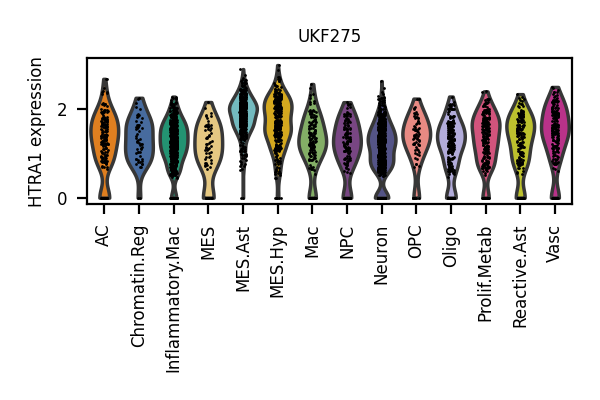 UKF275
HTRA1 expression
2
0
AC
Chromatin.Reg
Inflammatory.Mac
MES
MES.Ast
MES.Hyp
Mac
NPC
Neuron
OPC
Oligo
Prolif.Metab
Reactive.Ast
Vasc